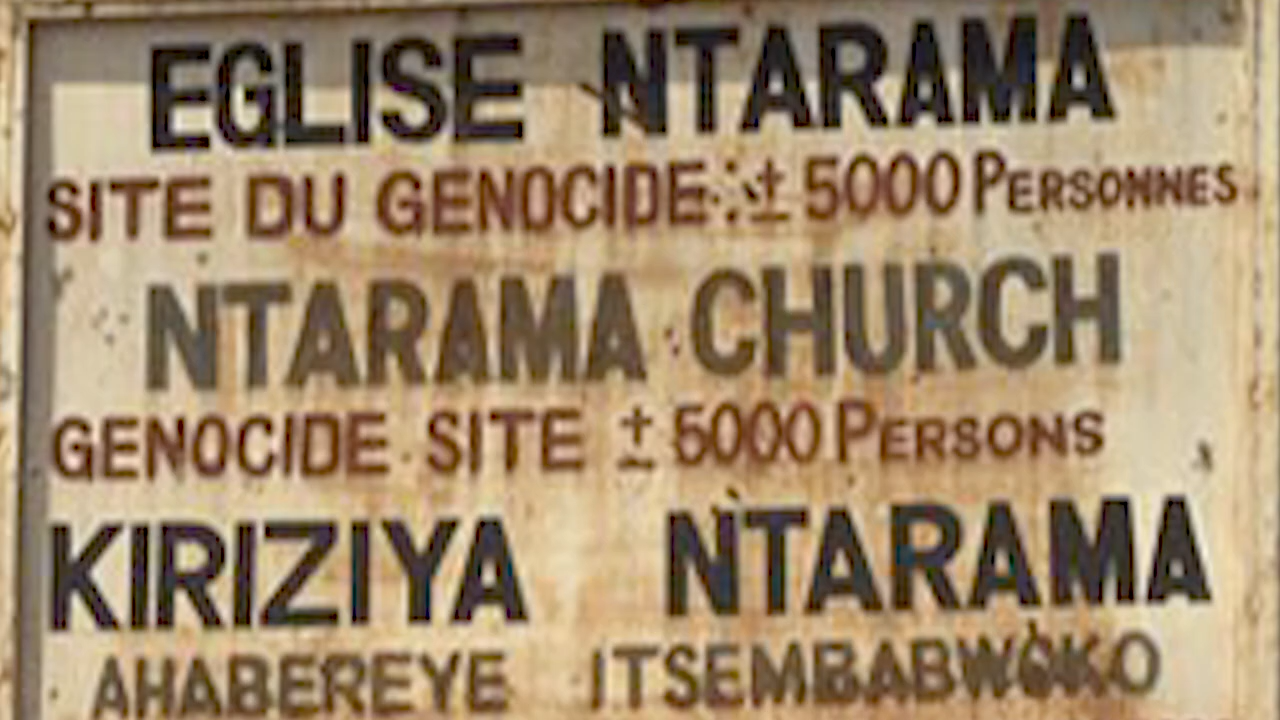 EGLISE NTARAMA
SITE DU GENOCIDE : ± 5000 PERSONNES
NTARAMA CHURCH
GENOCIDE SITE ± 5000 PERSONS
KIRIZIYA NTARAMA
AHABEREYE ITSEMBABWOKO